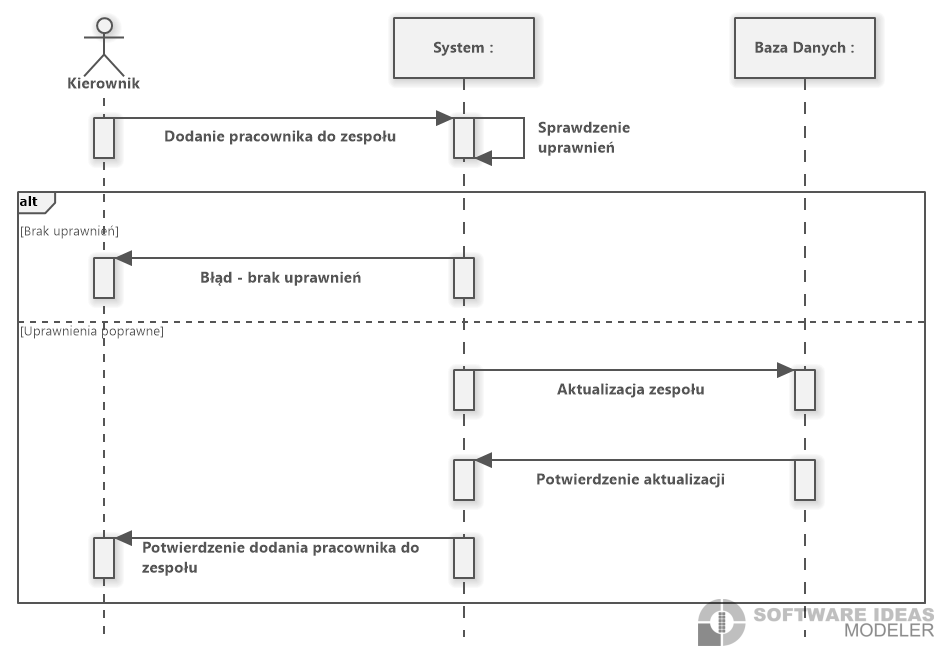 Kierownik
System :
Baza Danych :
Dodanie pracownika do zespołu
Sprawdzenie
uprawnień
alt
[Brak uprawnień]
Błąd - brak uprawnień
[Uprawnienia poprawne]
Aktualizacja zespołu
Potwierdzenie aktualizacji
Potwierdzenie dodania pracownika do
zespołu
SOFTWARE IDEAS
MODELER